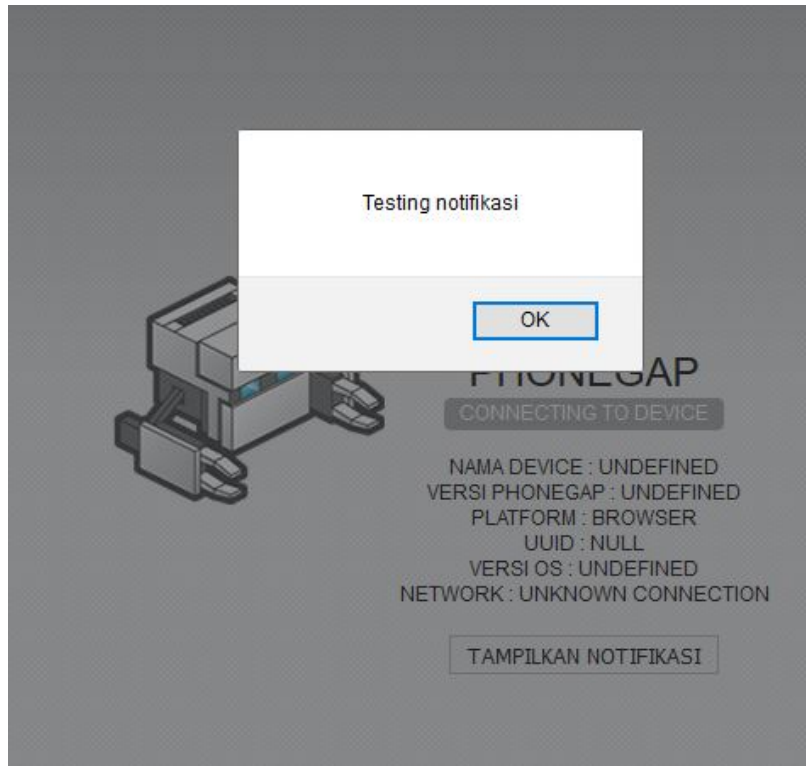 Testing notifikasi
OK
PHONEGAP
CONNECTING TO DEVICE
NAMA DEVICE : UNDEFINED
VERSI PHONEGAP : UNDEFINED
PLATFORM : BROWSER
UUID : NULL
VERSI OS : UNDEFINED
NETWORK : UNKNOWN CONNECTION
TAMPILKAN NOTIFIKASI